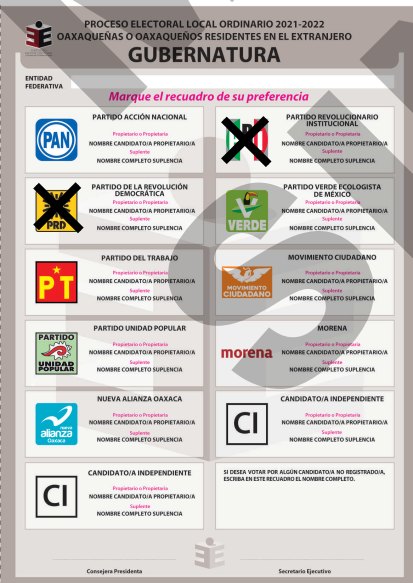 PROCESO ELECTORAL LOCAL ORDINARIO 2021-2022
OAXAQUEÑAS O OAXAQUEÑOS RESIDENTES EN EL EXTRANJERO
GUBERNATURA
ENTIDAD
FEDERATIVA
Marque el recuadro de su preferencia
PAN
PARTIDO ACCIÓN NACIONAL
Propietario o Propietaria
NOMBRE CANDIDATO/A PROPIETARIO/A
Suplente
NOMBRE COMPLETO SUPLENCIA
PARTIDO REVOLUCIONARIO
INSTITUCIONAL
Propietario o Propietaria
NOMBRE CANDIDATO/A PROPIETARIO/A
Suplente
NOMBRE COMPLETO SUPLENCIA
PRD
PARTIDO DE LA REVOLUCIÓN
DEMOCRÁTICA
Propietario o Propietaria
NOMBRE CANDIDATO/A PROPIETARIO/A
Suplente
NOMBRE COMPLETO SUPLENCIA
VERDE
PARTIDO VERDE ECOLOGISTA
DE MÉXICO
Propietario o Propietaria
NOMBRE CANDIDATO/A PROPIETARIO/A
Suplente
NOMBRE COMPLETO SUPLENCIA
PT
PARTIDO DEL TRABAJO
Propietario o Propietaria
NOMBRE CANDIDATO/A PROPIETARIO/A
Suplente
NOMBRE COMPLETO SUPLENCIA
MOVIMIENTO
CIUDADANO
MOVIMIENTO CIUDADANO
Propietario o Propietaria
NOMBRE CANDIDATO/A PROPIETARIO/A
Suplente
NOMBRE COMPLETO SUPLENCIA
PARTIDO
UNIDAD
POPULAR
PARTIDO UNIDAD POPULAR
Propietario o Propietaria
NOMBRE CANDIDATO/A PROPIETARIO/A
Suplente
NOMBRE COMPLETO SUPLENCIA
morena
MORENA
Propietario o Propietaria
NOMBRE CANDIDATO/A PROPIETARIO/A
Suplente
NOMBRE COMPLETO SUPLENCIA
nueva
alianza
Oaxaca
NUEVA ALIANZA OAXACA
Propietario o Propietaria
NOMBRE CANDIDATO/A PROPIETARIO/A
Suplente
NOMBRE COMPLETO SUPLENCIA
CI
CANDIDATO/A INDEPENDIENTE
Propietario o Propietaria
NOMBRE CANDIDATO/A PROPIETARIO/A
Suplente
NOMBRE COMPLETO SUPLENCIA
CI
CANDIDATO/A INDEPENDIENTE
Propietario o Propietaria
NOMBRE CANDIDATO/A PROPIETARIO/A
Suplente
NOMBRE COMPLETO SUPLENCIA
SI DESEA VOTAR POR ALGÚN CANDIDATO/A NO REGISTRADO/A,
ESCRIBA EN ESTE RECUADRO EL NOMBRE COMPLETO.
Consejera Presidenta
Secretario Ejecutivo